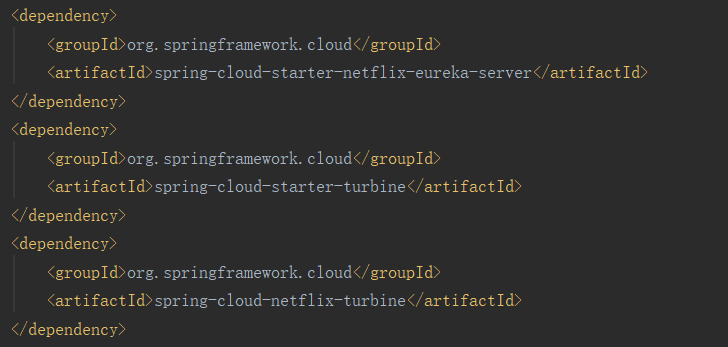 <dependency>
<groupId>org.springframework.cloud</groupId>
<artifactId>spring-cloud-starter-netflix-eureka-server</artifactId>
</dependency>
<dependency>
<groupId>org.springframework.cloud</groupId>
<artifactId>spring-cloud-starter-turbine</artifactId>
</dependency>
<dependency>
<groupId>org.springframework.cloud</groupId>
<artifactId>spring-cloud-netflix-turbine</artifactId>
</dependency>